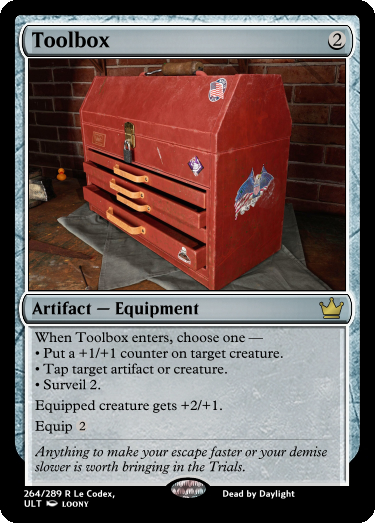 Toolbox 2
Artifact — Equipment
When Toolbox enters, choose one —
• Put a +1/+1 counter on target creature.
• Tap target artifact or creature.
• Surveil 2.
Equipped creature gets +2/+1.
Equip 2
Anything to make your escape faster or your demise
slower is worth bringing in the Trials.
264/289 R Le Codex, Dead by Daylight
ULT LOONY